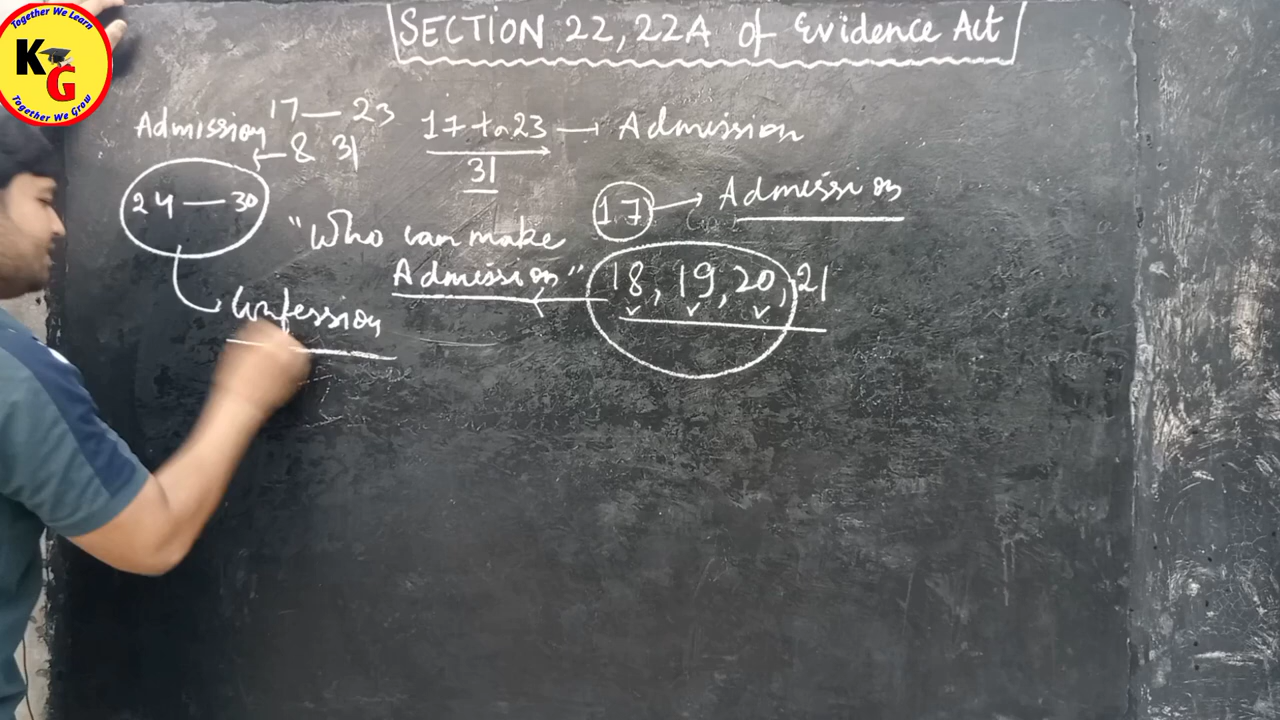 Together We Learn
KG
Together We Grow
SECTION 22, 22A of Evidence Act
Admission 17 — 23
← & 31
17 to 23 → Admission
31
24 — 30
17 → Admission
"Who can make
Admission"
18, 19, 20, 21
Confession